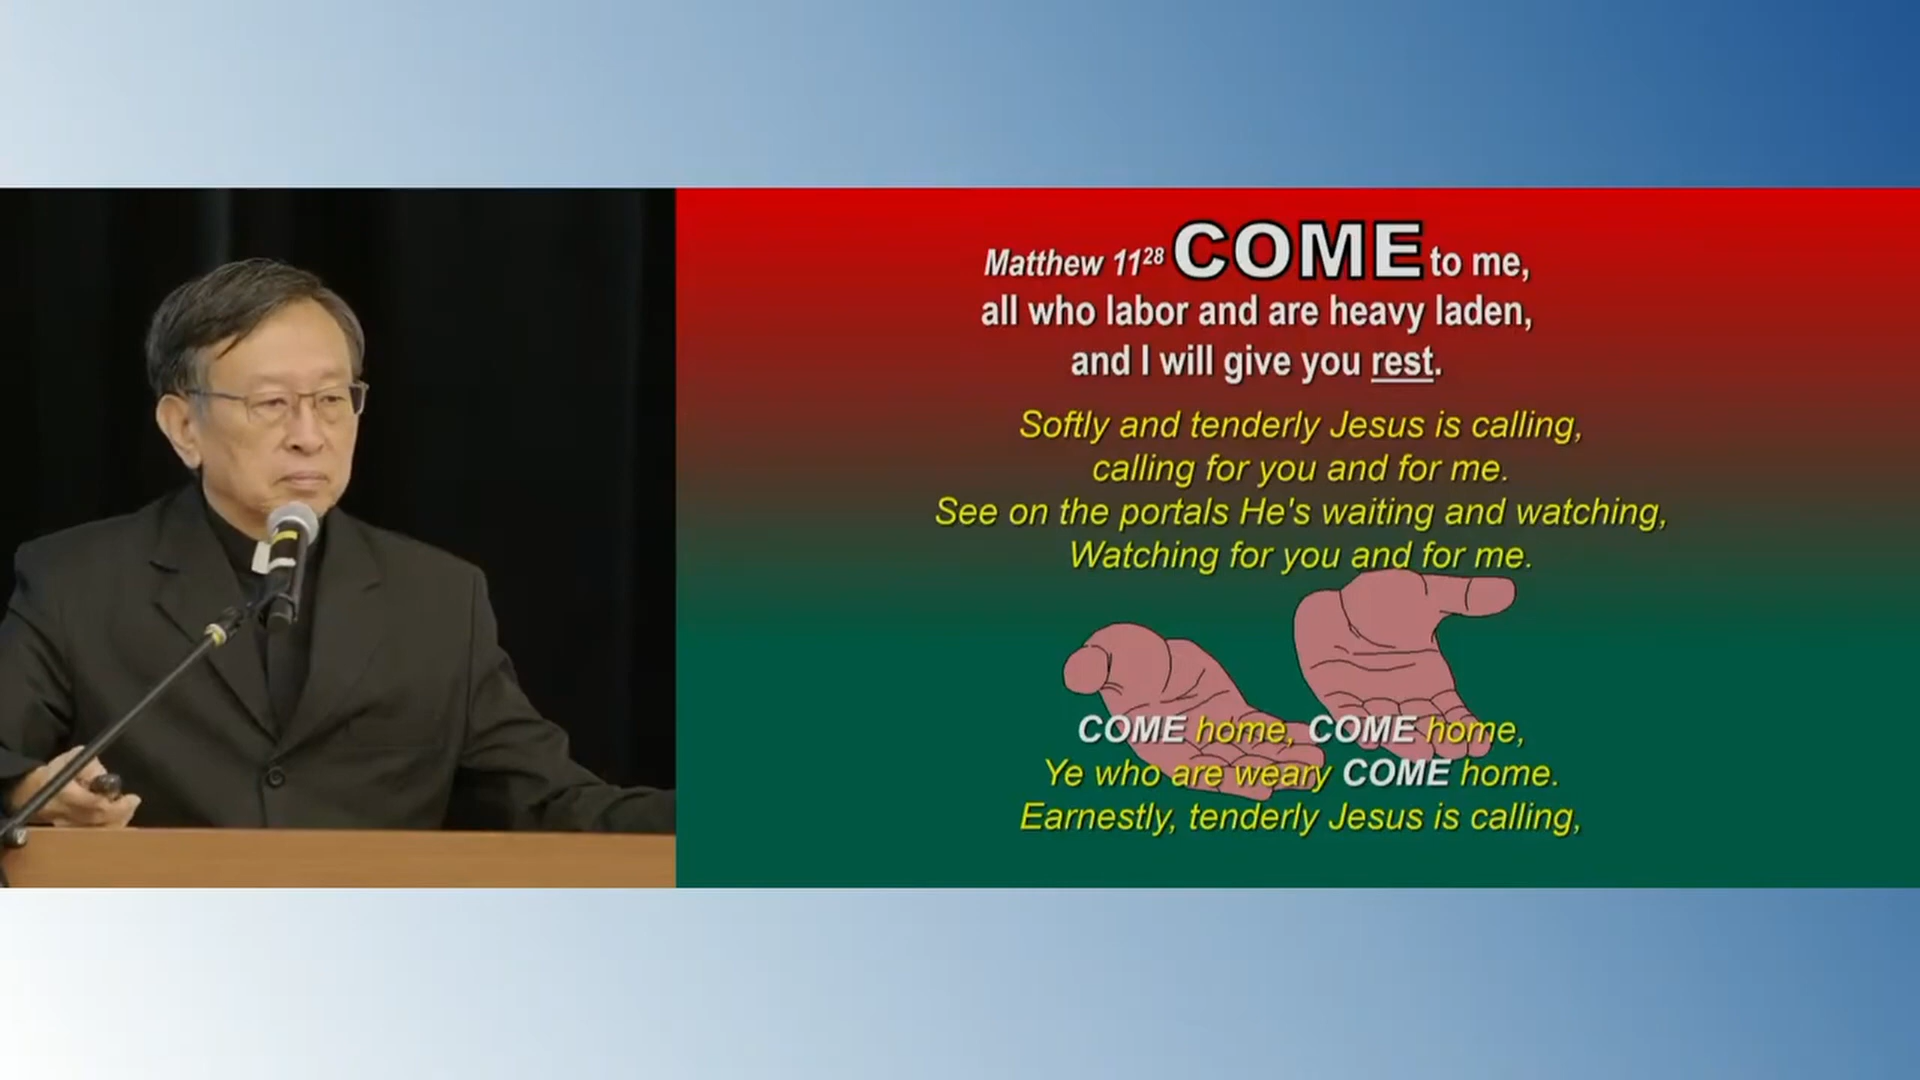 Matthew 11²⁸ COME to me,
all who labor and are heavy laden,
and I will give you rest.
Softly and tenderly Jesus is calling,
calling for you and for me.
See on the portals He's waiting and watching,
Watching for you and for me.
COME home, COME home,
Ye who are weary COME home.
Earnestly, tenderly Jesus is calling,